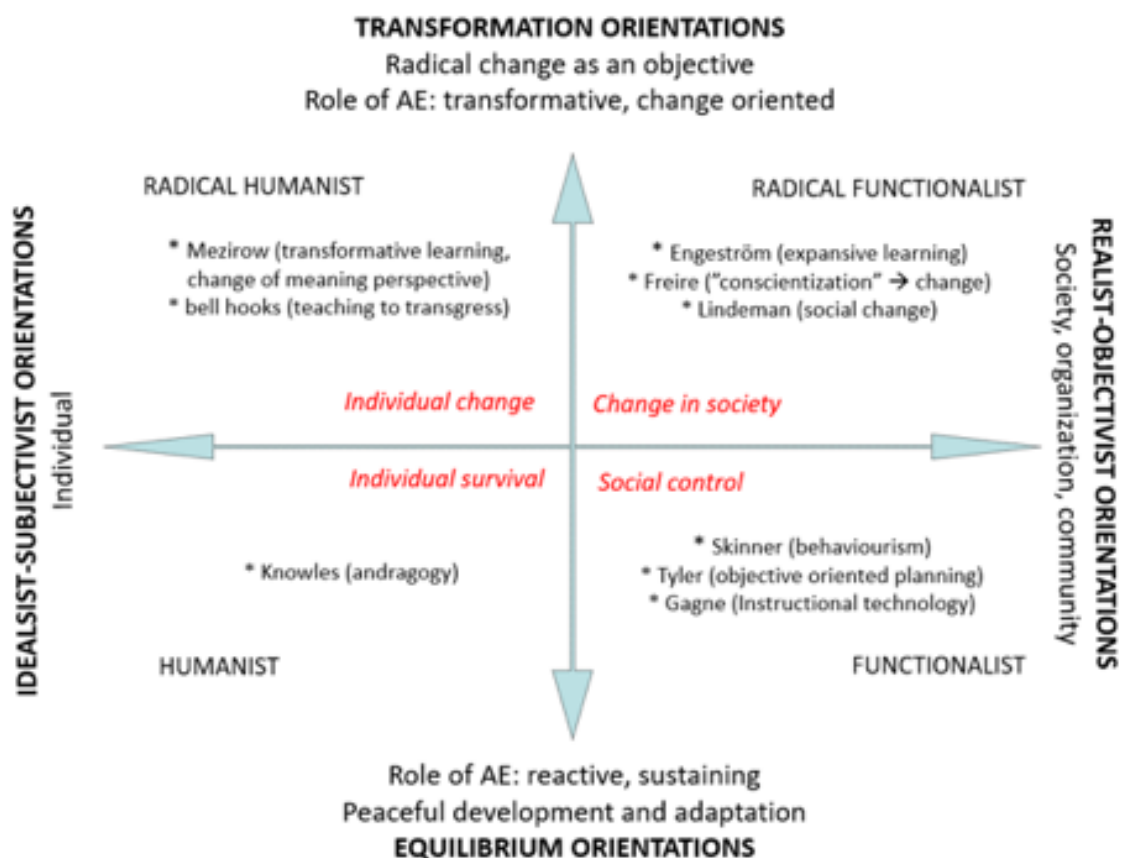 TRANSFORMATION ORIENTATIONS
Radical change as an objective
Role of AE: transformative, change oriented
RADICAL HUMANIST
* Mezirow (transformative learning,
change of meaning perspective)
* bell hooks (teaching to transgress)
Individual change
RADICAL FUNCTIONALIST
* Engeström (expansive learning)
* Freire ("conscientization" → change)
* Lindeman (social change)
Change in society
IDEALSIST-SUBJECTIVIST ORIENTATIONS
Individual
REALIST-OBJECTIVIST ORIENTATIONS
Society, organization, community
Individual survival
* Knowles (andragogy)
HUMANIST
Social control
* Skinner (behaviourism)
* Tyler (objective oriented planning)
* Gagne (Instructional technology)
FUNCTIONALIST
Role of AE: reactive, sustaining
Peaceful development and adaptation
EQUILIBRIUM ORIENTATIONS